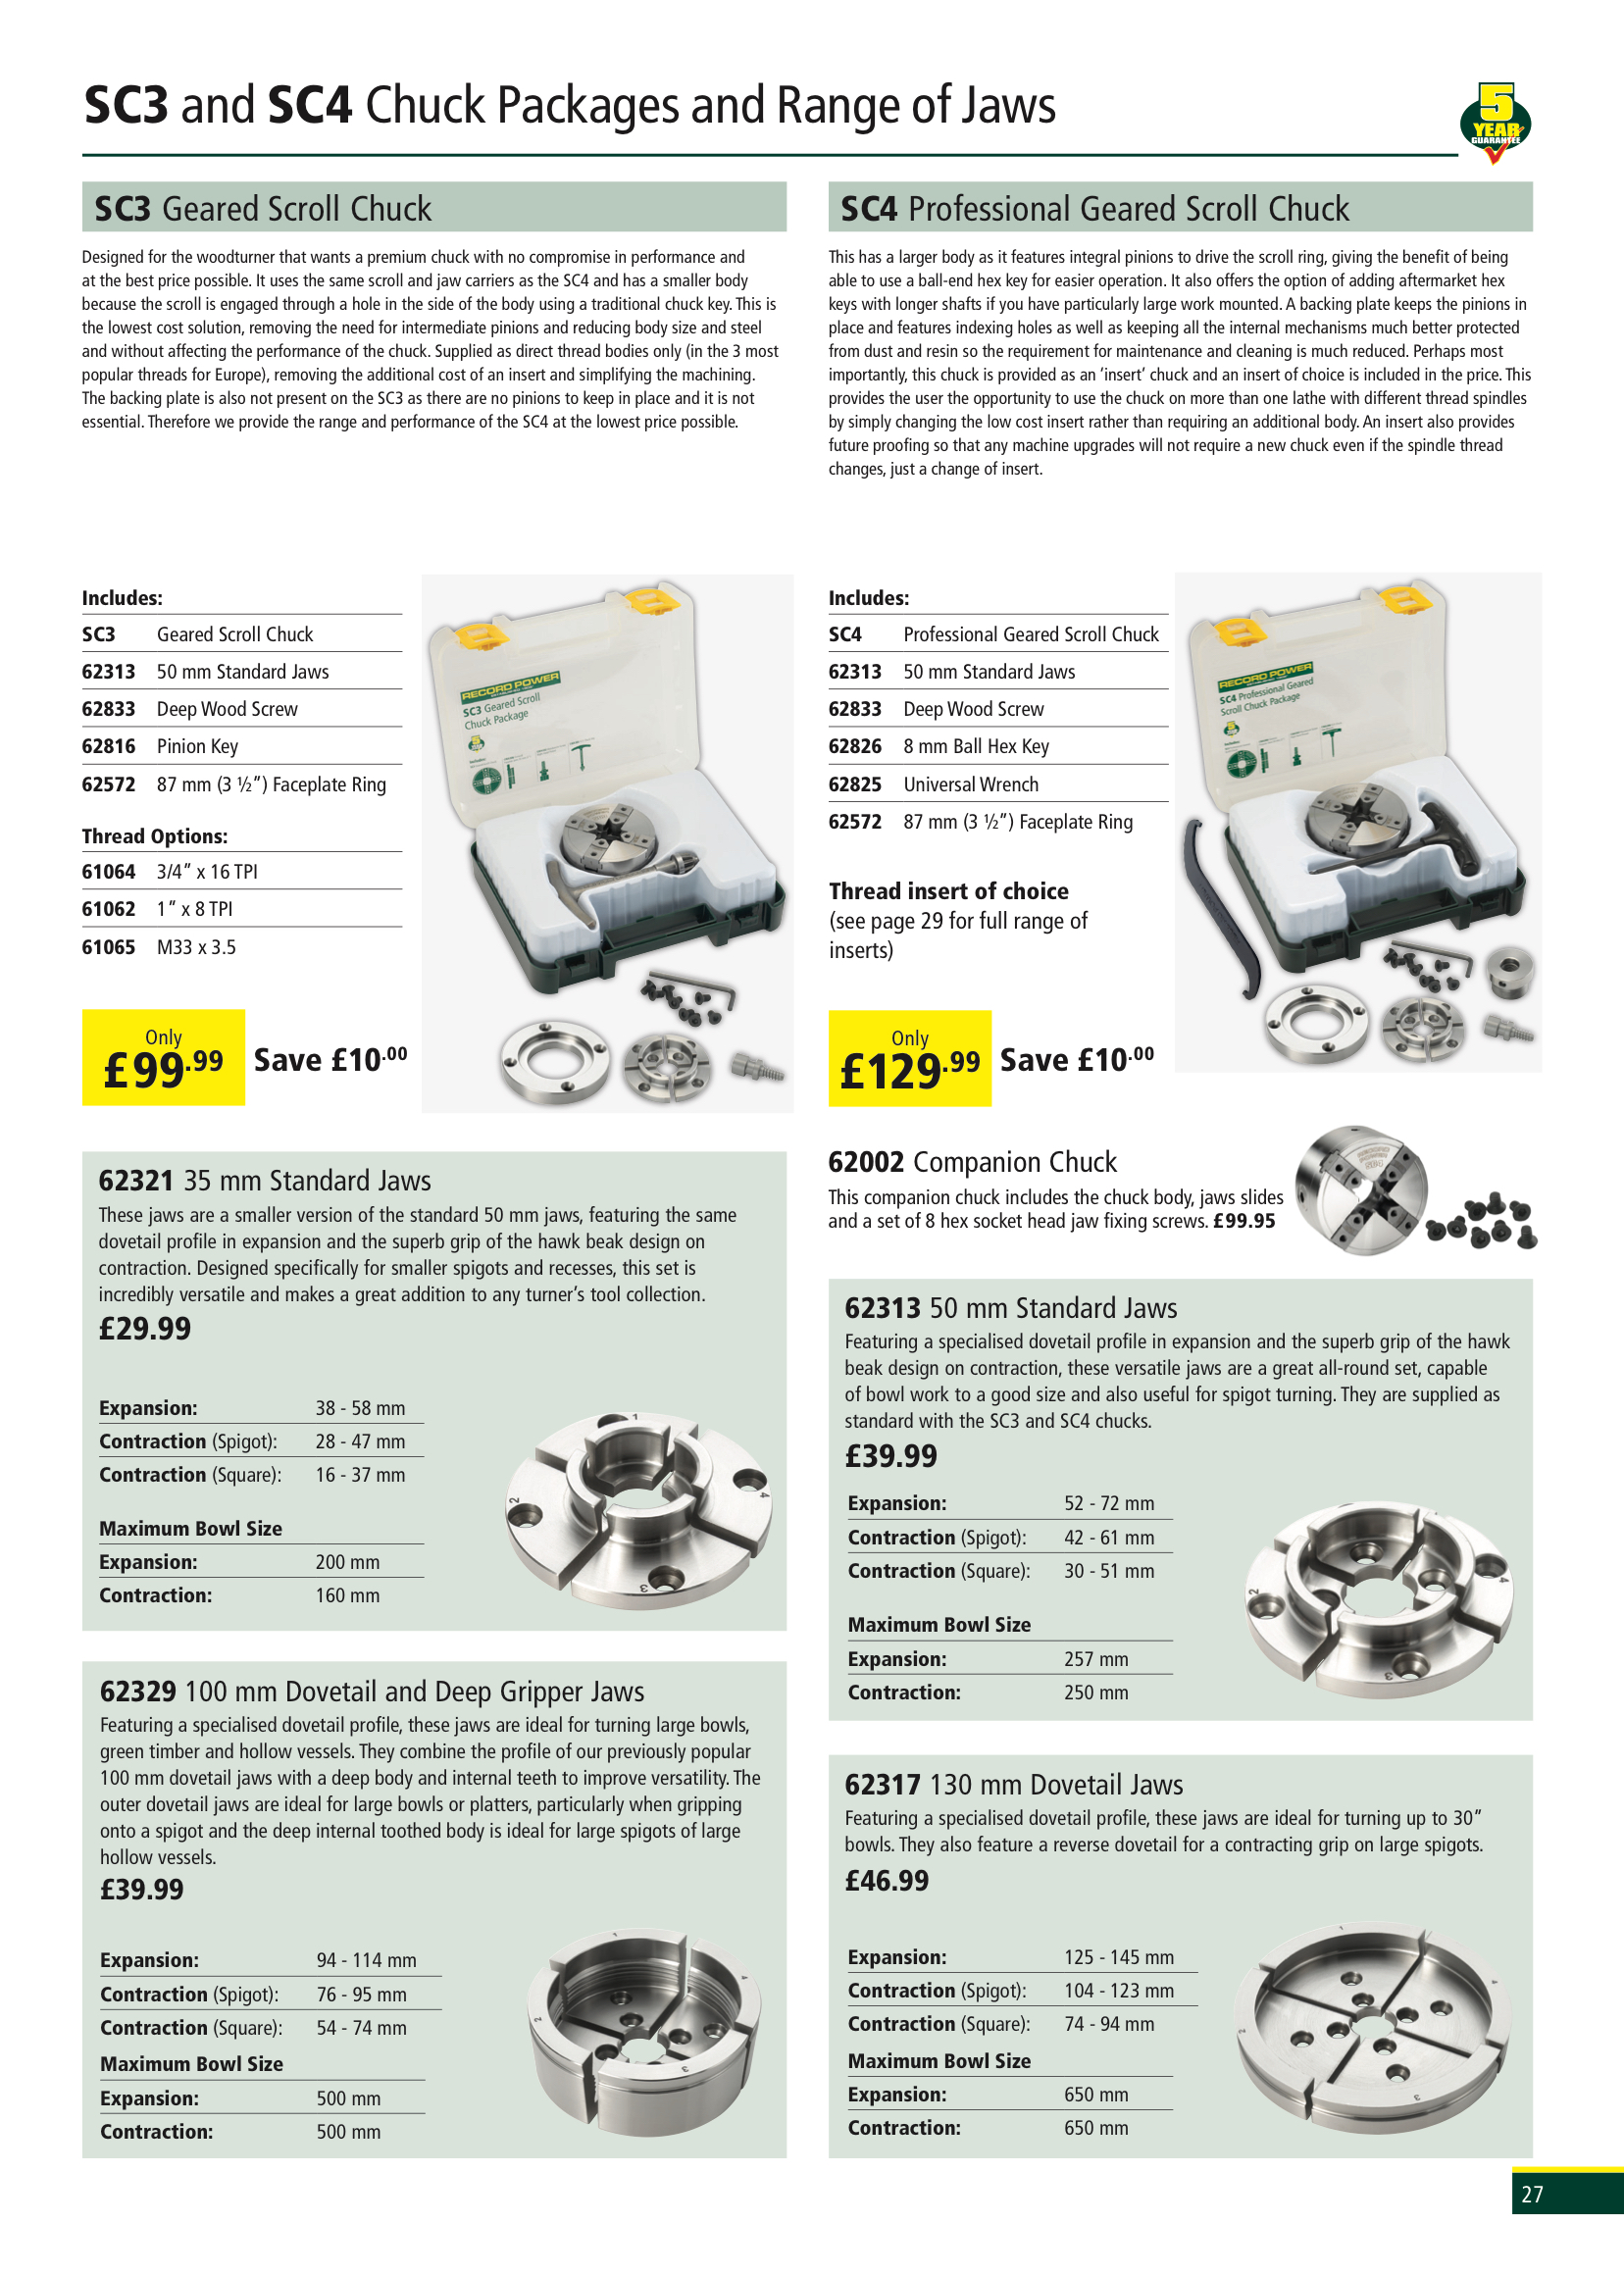 SC3 and SC4 Chuck Packages and Range of Jaws
5
YEAR
GUARANTEE
SC3 Geared Scroll Chuck
Designed for the woodturner that wants a premium chuck with no compromise in performance and
at the best price possible. It uses the same scroll and jaw carriers as the SC4 and has a smaller body
because the scroll is engaged through a hole in the side of the body using a traditional chuck key. This is
the lowest cost solution, removing the need for intermediate pinions and reducing body size and steel
and without affecting the performance of the chuck. Supplied as direct thread bodies only (in the 3 most
popular threads for Europe), removing the additional cost of an insert and simplifying the machining.
The backing plate is also not present on the SC3 as there are no pinions to keep in place and it is not
essential. Therefore we provide the range and performance of the SC4 at the lowest price possible.
Includes:
SC3 Geared Scroll Chuck
62313 50 mm Standard Jaws
62833 Deep Wood Screw
62816 Pinion Key
62572 87 mm (3 ½”) Faceplate Ring
Thread Options:
61064 3/4” x 16 TPI
61062 1” x 8 TPI
61065 M33 x 3.5
RECORD POWER
SC3 Geared Scroll
Chuck Package
Only
£99.99 Save £10.00
SC4 Professional Geared Scroll Chuck
This has a larger body as it features integral pinions to drive the scroll ring, giving the benefit of being
able to use a ball-end hex key for easier operation. It also offers the option of adding aftermarket hex
keys with longer shafts if you have particularly large work mounted. A backing plate keeps the pinions in
place and features indexing holes as well as keeping all the internal mechanisms much better protected
from dust and resin so the requirement for maintenance and cleaning is much reduced. Perhaps most
importantly, this chuck is provided as an ‘insert’ chuck and an insert of choice is included in the price. This
provides the user the opportunity to use the chuck on more than one lathe with different thread spindles
by simply changing the low cost insert rather than requiring an additional body. An insert also provides
future proofing so that any machine upgrades will not require a new chuck even if the spindle thread
changes, just a change of insert.
Includes:
SC4 Professional Geared Scroll Chuck
62313 50 mm Standard Jaws
62833 Deep Wood Screw
62826 8 mm Ball Hex Key
62825 Universal Wrench
62572 87 mm (3 ½”) Faceplate Ring
Thread insert of choice
(see page 29 for full range of
inserts)
RECORD POWER
SC4 Professional Geared
Scroll Chuck Package
Only
£129.99 Save £10.00
62321 35 mm Standard Jaws
These jaws are a smaller version of the standard 50 mm jaws, featuring the same
dovetail profile in expansion and the superb grip of the hawk beak design on
contraction. Designed specifically for smaller spigots and recesses, this set is
incredibly versatile and makes a great addition to any turner’s tool collection.
£29.99
Expansion: 38 - 58 mm
Contraction (Spigot): 28 - 47 mm
Contraction (Square): 16 - 37 mm
Maximum Bowl Size
Expansion: 200 mm
Contraction: 160 mm
1
2
3
4
62329 100 mm Dovetail and Deep Gripper Jaws
Featuring a specialised dovetail profile, these jaws are ideal for turning large bowls,
green timber and hollow vessels. They combine the profile of our previously popular
100 mm dovetail jaws with a deep body and internal teeth to improve versatility. The
outer dovetail jaws are ideal for large bowls or platters, particularly when gripping
onto a spigot and the deep internal toothed body is ideal for large spigots of large
hollow vessels.
£39.99
Expansion: 94 - 114 mm
Contraction (Spigot): 76 - 95 mm
Contraction (Square): 54 - 74 mm
Maximum Bowl Size
Expansion: 500 mm
Contraction: 500 mm
1
2
3
4
62002 Companion Chuck
This companion chuck includes the chuck body, jaws slides
and a set of 8 hex socket head jaw fixing screws. £99.95
62313 50 mm Standard Jaws
Featuring a specialised dovetail profile in expansion and the superb grip of the hawk
beak design on contraction, these versatile jaws are a great all-round set, capable
of bowl work to a good size and also useful for spigot turning. They are supplied as
standard with the SC3 and SC4 chucks.
£39.99
Expansion: 52 - 72 mm
Contraction (Spigot): 42 - 61 mm
Contraction (Square): 30 - 51 mm
Maximum Bowl Size
Expansion: 257 mm
Contraction: 250 mm
2
3
4
62317 130 mm Dovetail Jaws
Featuring a specialised dovetail profile, these jaws are ideal for turning up to 30”
bowls. They also feature a reverse dovetail for a contracting grip on large spigots.
£46.99
Expansion: 125 - 145 mm
Contraction (Spigot): 104 - 123 mm
Contraction (Square): 74 - 94 mm
Maximum Bowl Size
Expansion: 650 mm
Contraction: 650 mm
1
2
3
4
27